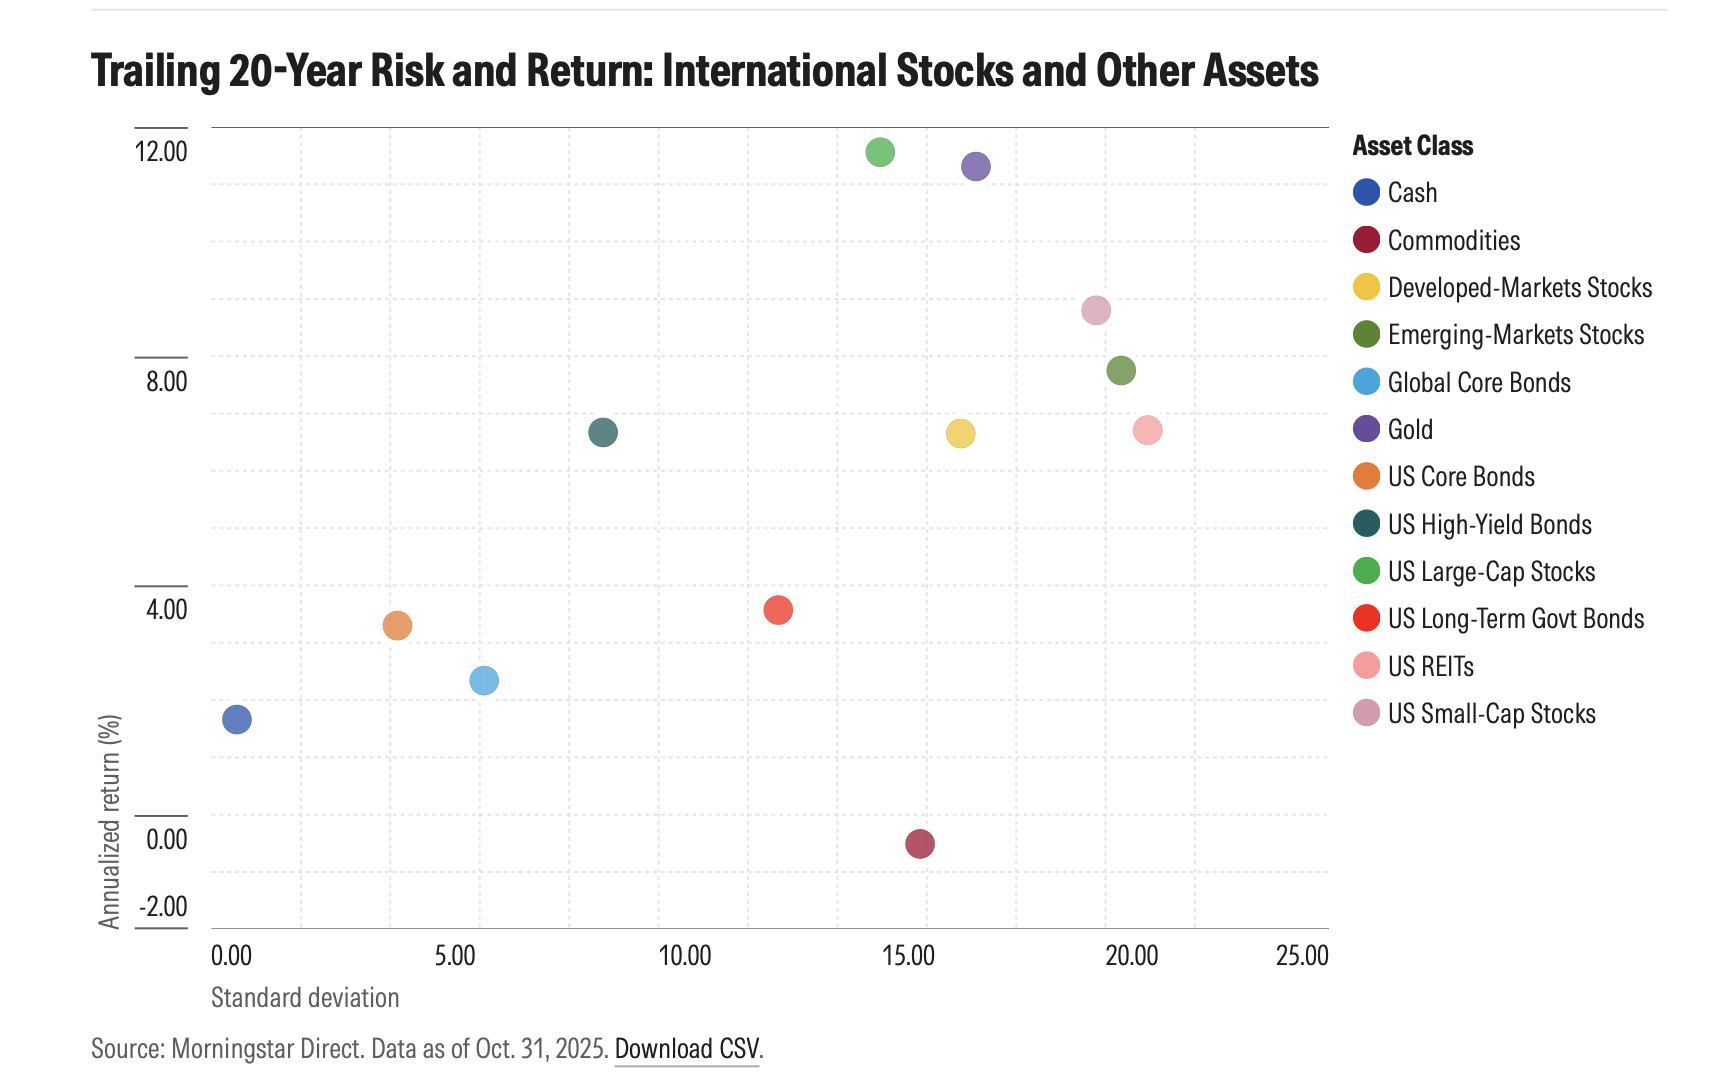 Trailing 20-Year Risk and Return: International Stocks and Other Assets
12.00
8.00
4.00
0.00
-2.00
Annualized return (%)
0.00 5.00 10.00 15.00 20.00 25.00
Standard deviation
Asset Class
Cash
Commodities
Developed-Markets Stocks
Emerging-Markets Stocks
Global Core Bonds
Gold
US Core Bonds
US High-Yield Bonds
US Large-Cap Stocks
US Long-Term Govt Bonds
US REITs
US Small-Cap Stocks
Source: Morningstar Direct. Data as of Oct. 31, 2025. Download CSV.